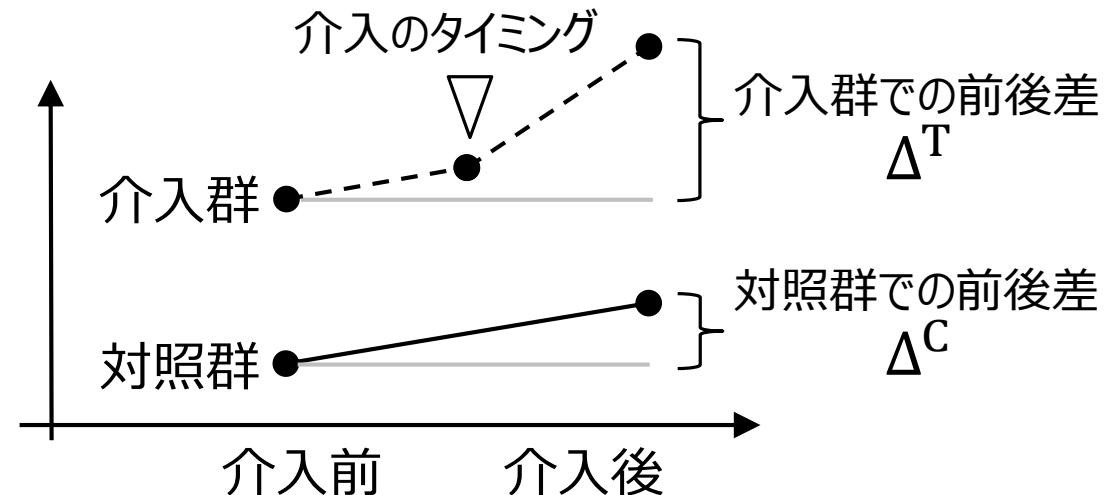 介入のタイミング
介入群での前後差
Δ^T
介入群
対照群での前後差
Δ^C
対照群
介入前
介入後